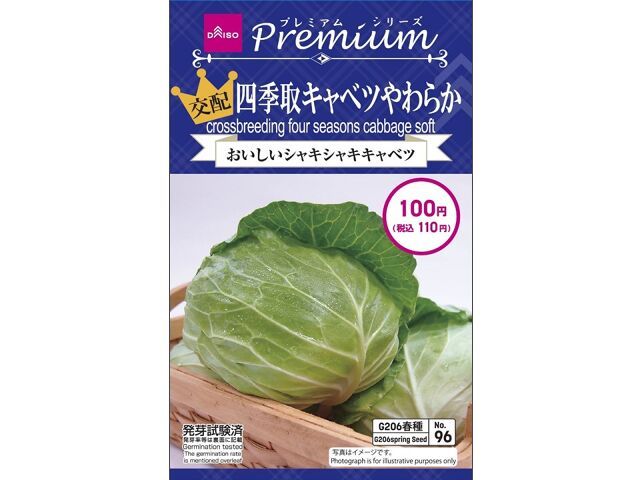 DAISO
プレミアム シリーズ
Premium
交配
四季取キャベツやわらか
crossbreeding four seasons cabbage soft
おいしいシャキシャキキャベツ
100円
(税込 110円)
発芽試験済
発芽率等は裏面に記載
Germination tested
The germination rate
is mentioned overleaf
G206春種
G206spring Seed
No.
96
写真はイメージです。
Photograph is for illustrative purposes only